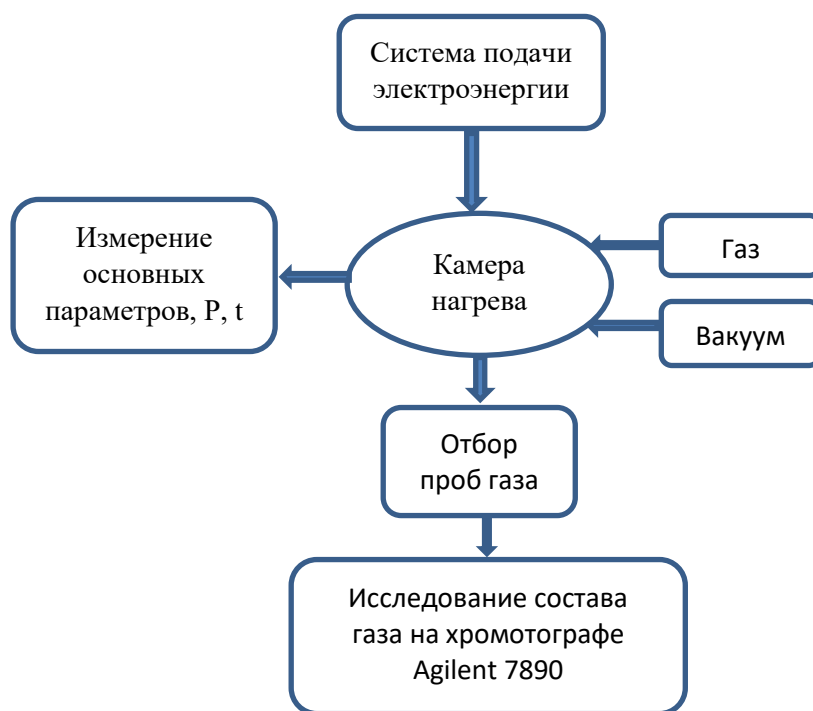 Система подачи
электроэнергии
Измерение
основных
параметров, P, t
Камера
нагрева
Газ
Вакуум
Отбор
проб газа
Исследование состава
газа на хромотографе
Agilent 7890